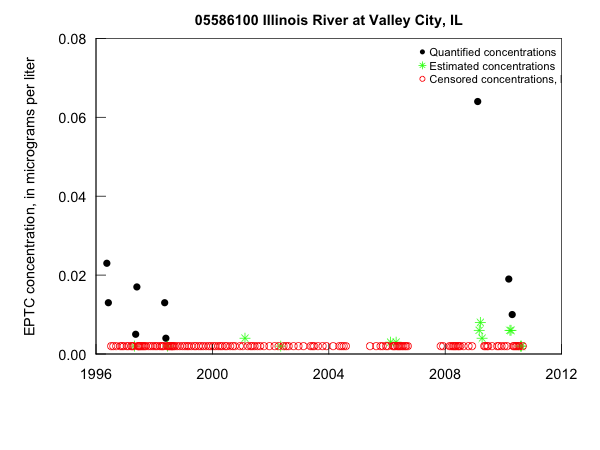 05586100 Illinois River at Valley City, IL
EPTC concentration, in micrograms per liter
0.08
0.06
0.04
0.02
0.00
1996 2000 2004 2008 2012
Quantified concentrations
Estimated concentrations
Censored concentrations,